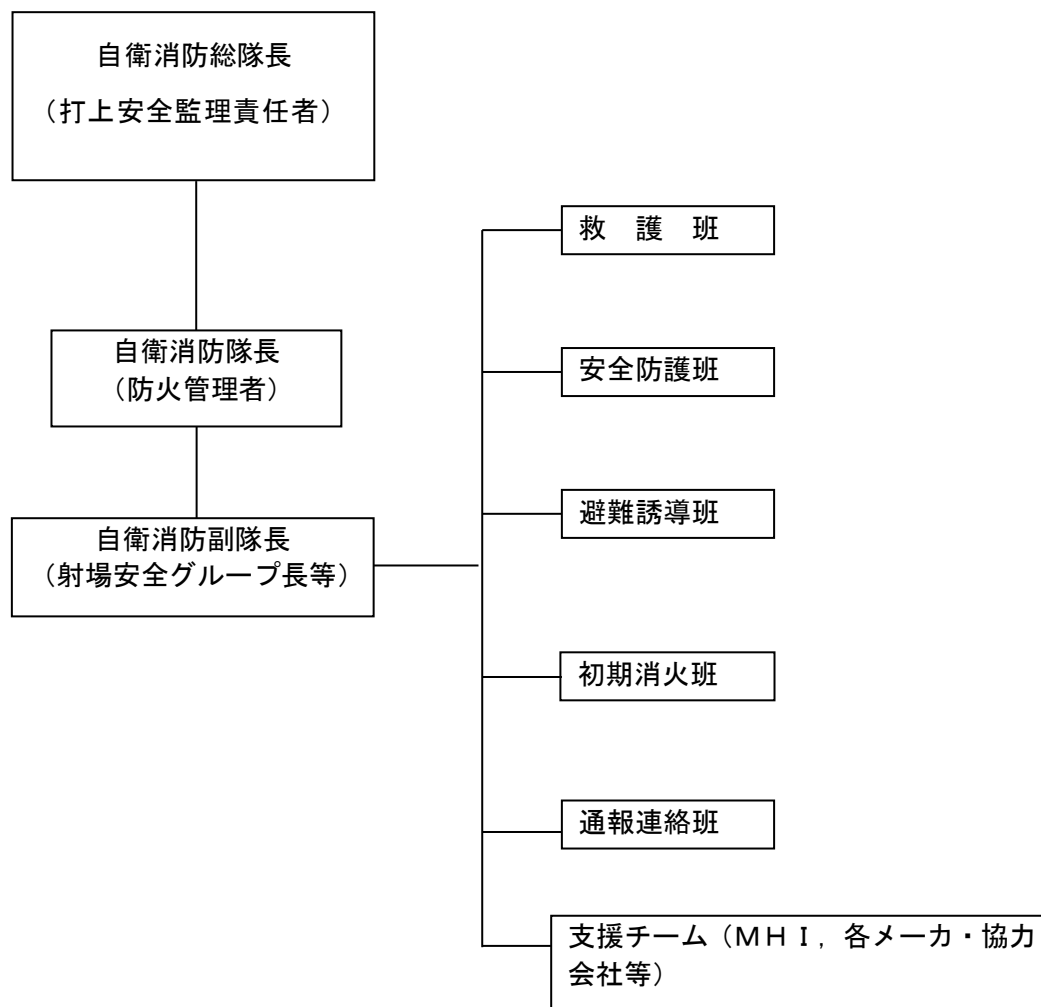 自衛消防総隊長
（打上安全監理責任者）
自衛消防隊長
（防火管理者）
自衛消防副隊長
（射場安全グループ長等）
救　護　班
安全防護班
避難誘導班
初期消火班
通報連絡班
支援チーム（ＭＨＩ，各メーカ・協力
会社等）